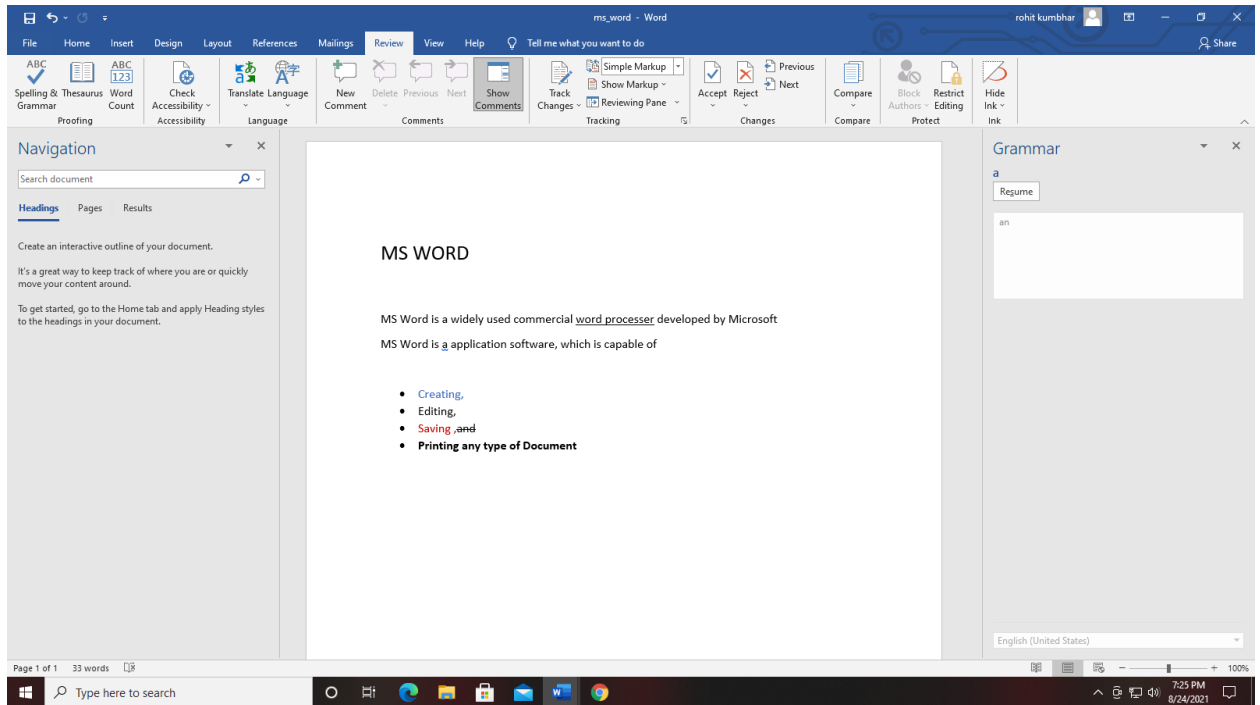 ms_word - Word
rohit kumbhar
File Home Insert Design Layout References Mailings Review View Help Tell me what you want to do
Share
ABC
Spelling & Grammar
Thesaurus
ABC
123
Word Count
Proofing
Check Accessibility
Accessibility
Translate
Language
Language
New Comment
Delete
Previous
Next
Show Comments
Comments
Track Changes
Simple Markup
Show Markup
Reviewing Pane
Tracking
Accept
Reject
Previous
Next
Changes
Compare
Compare
Block Authors
Restrict Editing
Protect
Hide Ink
Ink
Navigation
Search document
Headings Pages Results
Create an interactive outline of your document.
It's a great way to keep track of where you are or quickly
move your content around.
To get started, go to the Home tab and apply Heading styles
to the headings in your document.
MS WORD
MS Word is a widely used commercial word processer developed by Microsoft
MS Word is a application software, which is capable of
• Creating,
• Editing,
• Saving ,and
• Printing any type of Document
Grammar
a
Resume
an
English (United States)
Page 1 of 1 33 words
100%
Type here to search
7:25 PM
8/24/2021